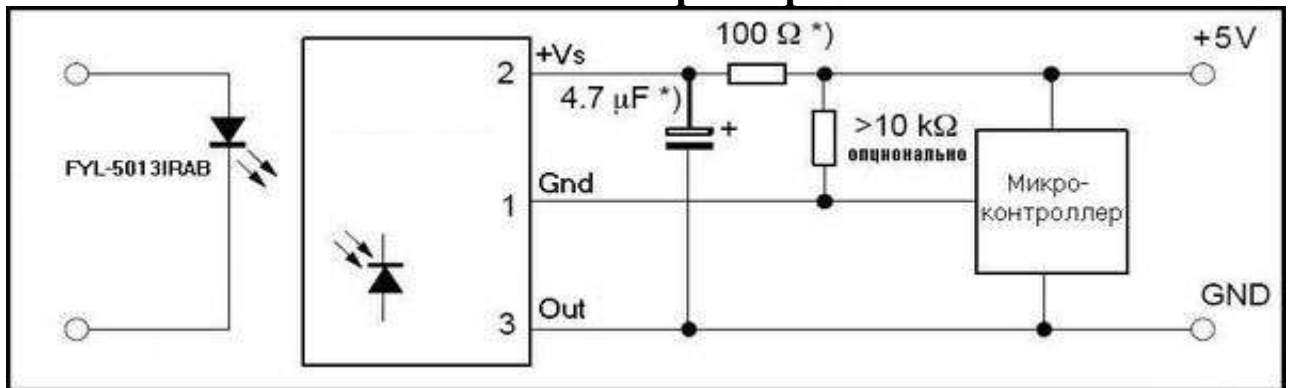 100 Ω *)
+5V
+Vs
2
4.7 μF *)
+
>10 kΩ
опционально
FYL-5013IRAB
Gnd
1
Микро-
контроллер
GND
Out
3